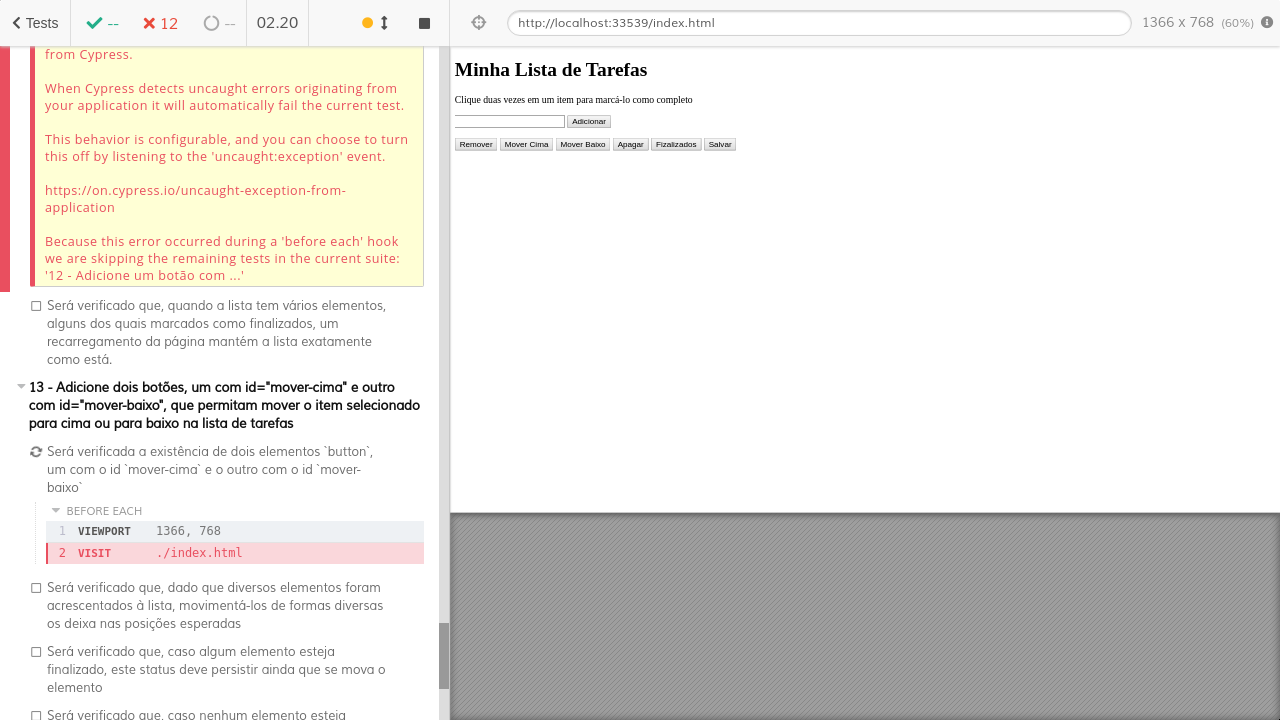 Tests
--
12
--
02.20
http://localhost:33539/index.html
1366 x 768 (60%)
from Cypress.
When Cypress detects uncaught errors originating from
your application it will automatically fail the current test.
This behavior is configurable, and you can choose to turn
this off by listening to the 'uncaught:exception' event.
https://on.cypress.io/uncaught-exception-from-
application
Because this error occurred during a 'before each' hook
we are skipping the remaining tests in the current suite:
'12 - Adicione um botão com ...'
Será verificado que, quando a lista tem vários elementos,
alguns dos quais marcados como finalizados, um
recarregamento da página mantém a lista exatamente
como está.
13 - Adicione dois botões, um com id="mover-cima" e outro
com id="mover-baixo", que permitam mover o item selecionado
para cima ou para baixo na lista de tarefas
Será verificada a existência de dois elementos `button`,
um com o id `mover-cima` e o outro com o id `mover-
baixo`
BEFORE EACH
1 VIEWPORT 1366, 768
2 VISIT ./index.html
Será verificado que, dado que diversos elementos foram
acrescentados à lista, movimentá-los de formas diversas
os deixa nas posições esperadas
Será verificado que, caso algum elemento esteja
finalizado, este status deve persistir ainda que se mova o
elemento
Será verificado que, caso nenhum elemento esteja
Minha Lista de Tarefas
Clique duas vezes em um item para marcá-lo como completo
Adicionar
Remover Mover Cima Mover Baixo Apagar Fizalizados Salvar